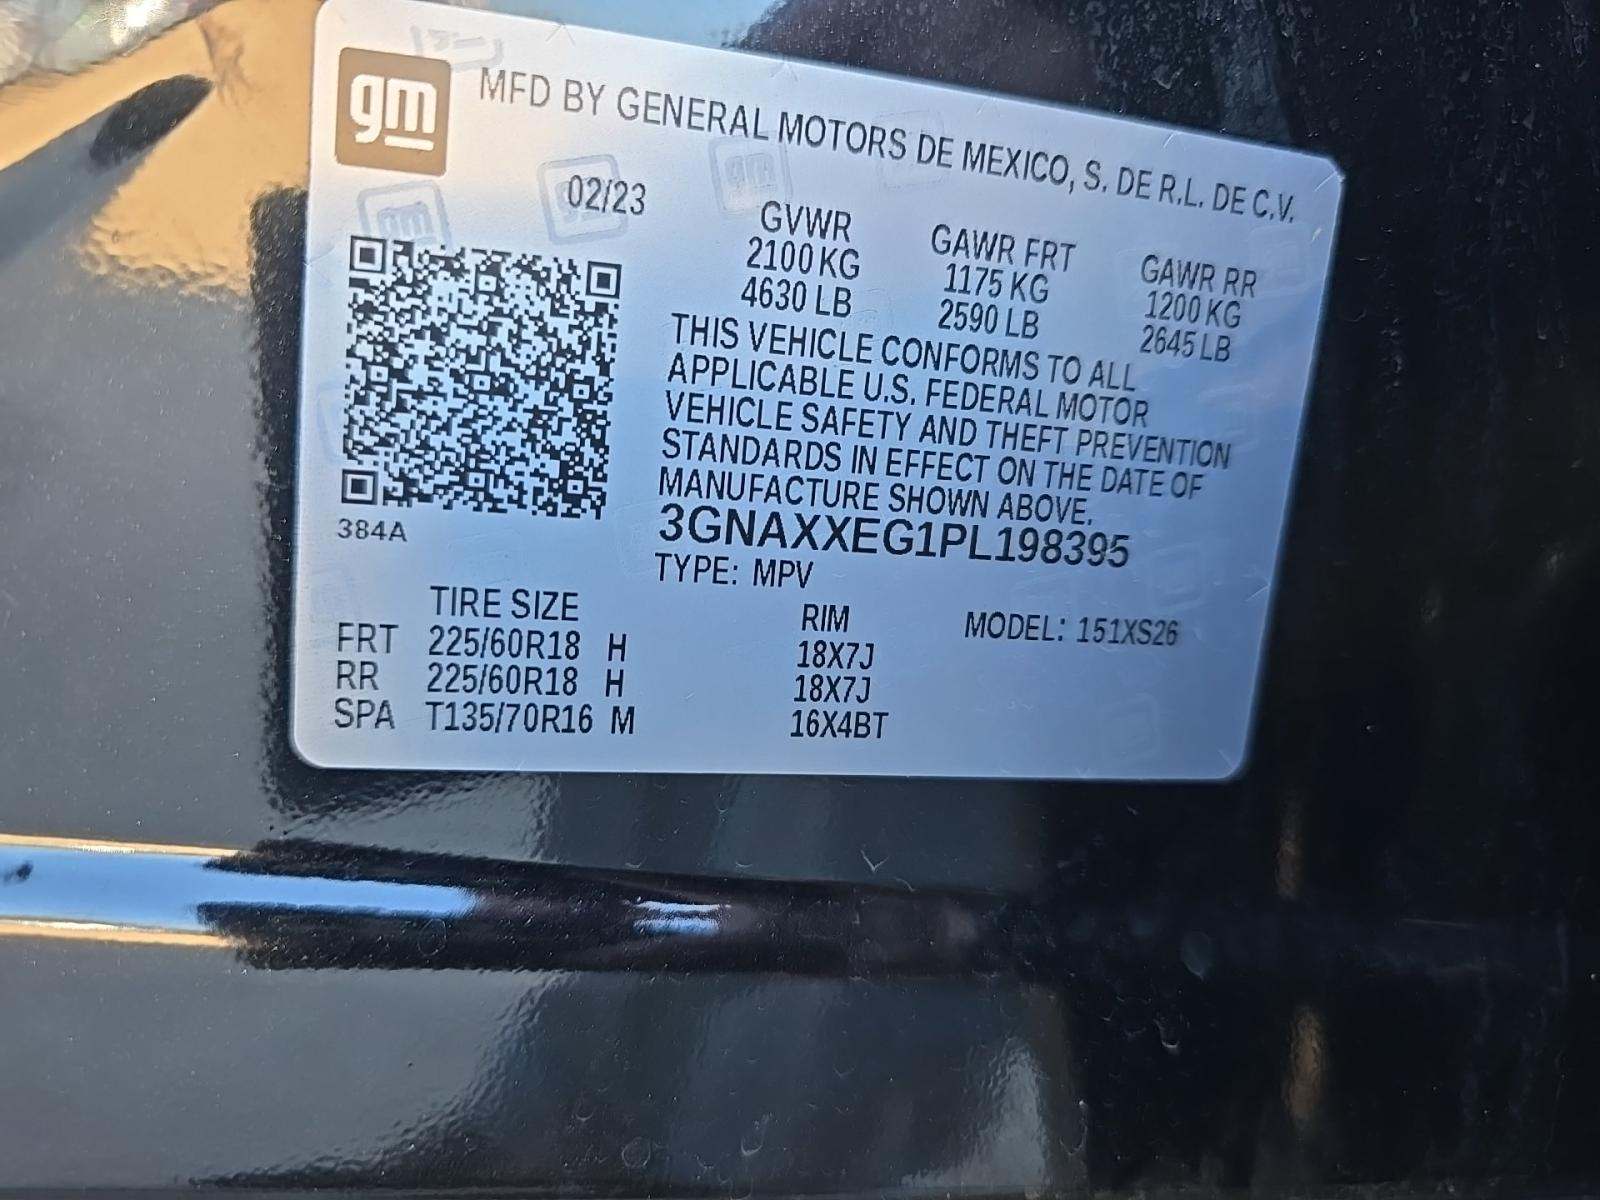 gm
MFD BY GENERAL MOTORS DE MEXICO, S. DE R.L. DE C.V.
02/23
GVWR GAWR FRT GAWR RR
2100 KG 1175 KG 1200 KG
4630 LB 2590 LB 2645 LB
THIS VEHICLE CONFORMS TO ALL
APPLICABLE U.S. FEDERAL MOTOR
VEHICLE SAFETY AND THEFT PREVENTION
STANDARDS IN EFFECT ON THE DATE OF
MANUFACTURE SHOWN ABOVE.
384A
3GNAXXEG1PL198395
TYPE: MPV
TIRE SIZE RIM MODEL: 151XS26
FRT 225/60R18 H 18X7J
RR 225/60R18 H 18X7J
SPA T135/70R16 M 16X4BT